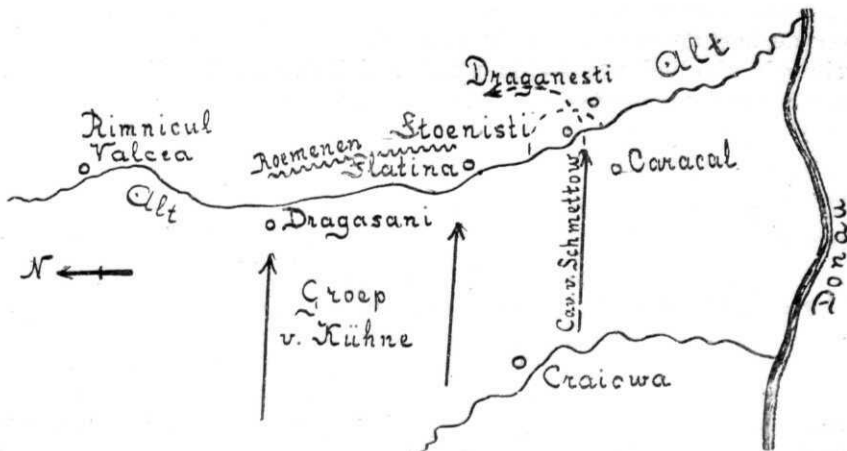 Alt
Draganesti
Rimnicul
Valcea
Roemenen
Stoenisti
Slatina
Caracal
Alt
Dragasani
N
Groep
v. Kühne
Cav. v. Schmettow
Donau
Craiowa